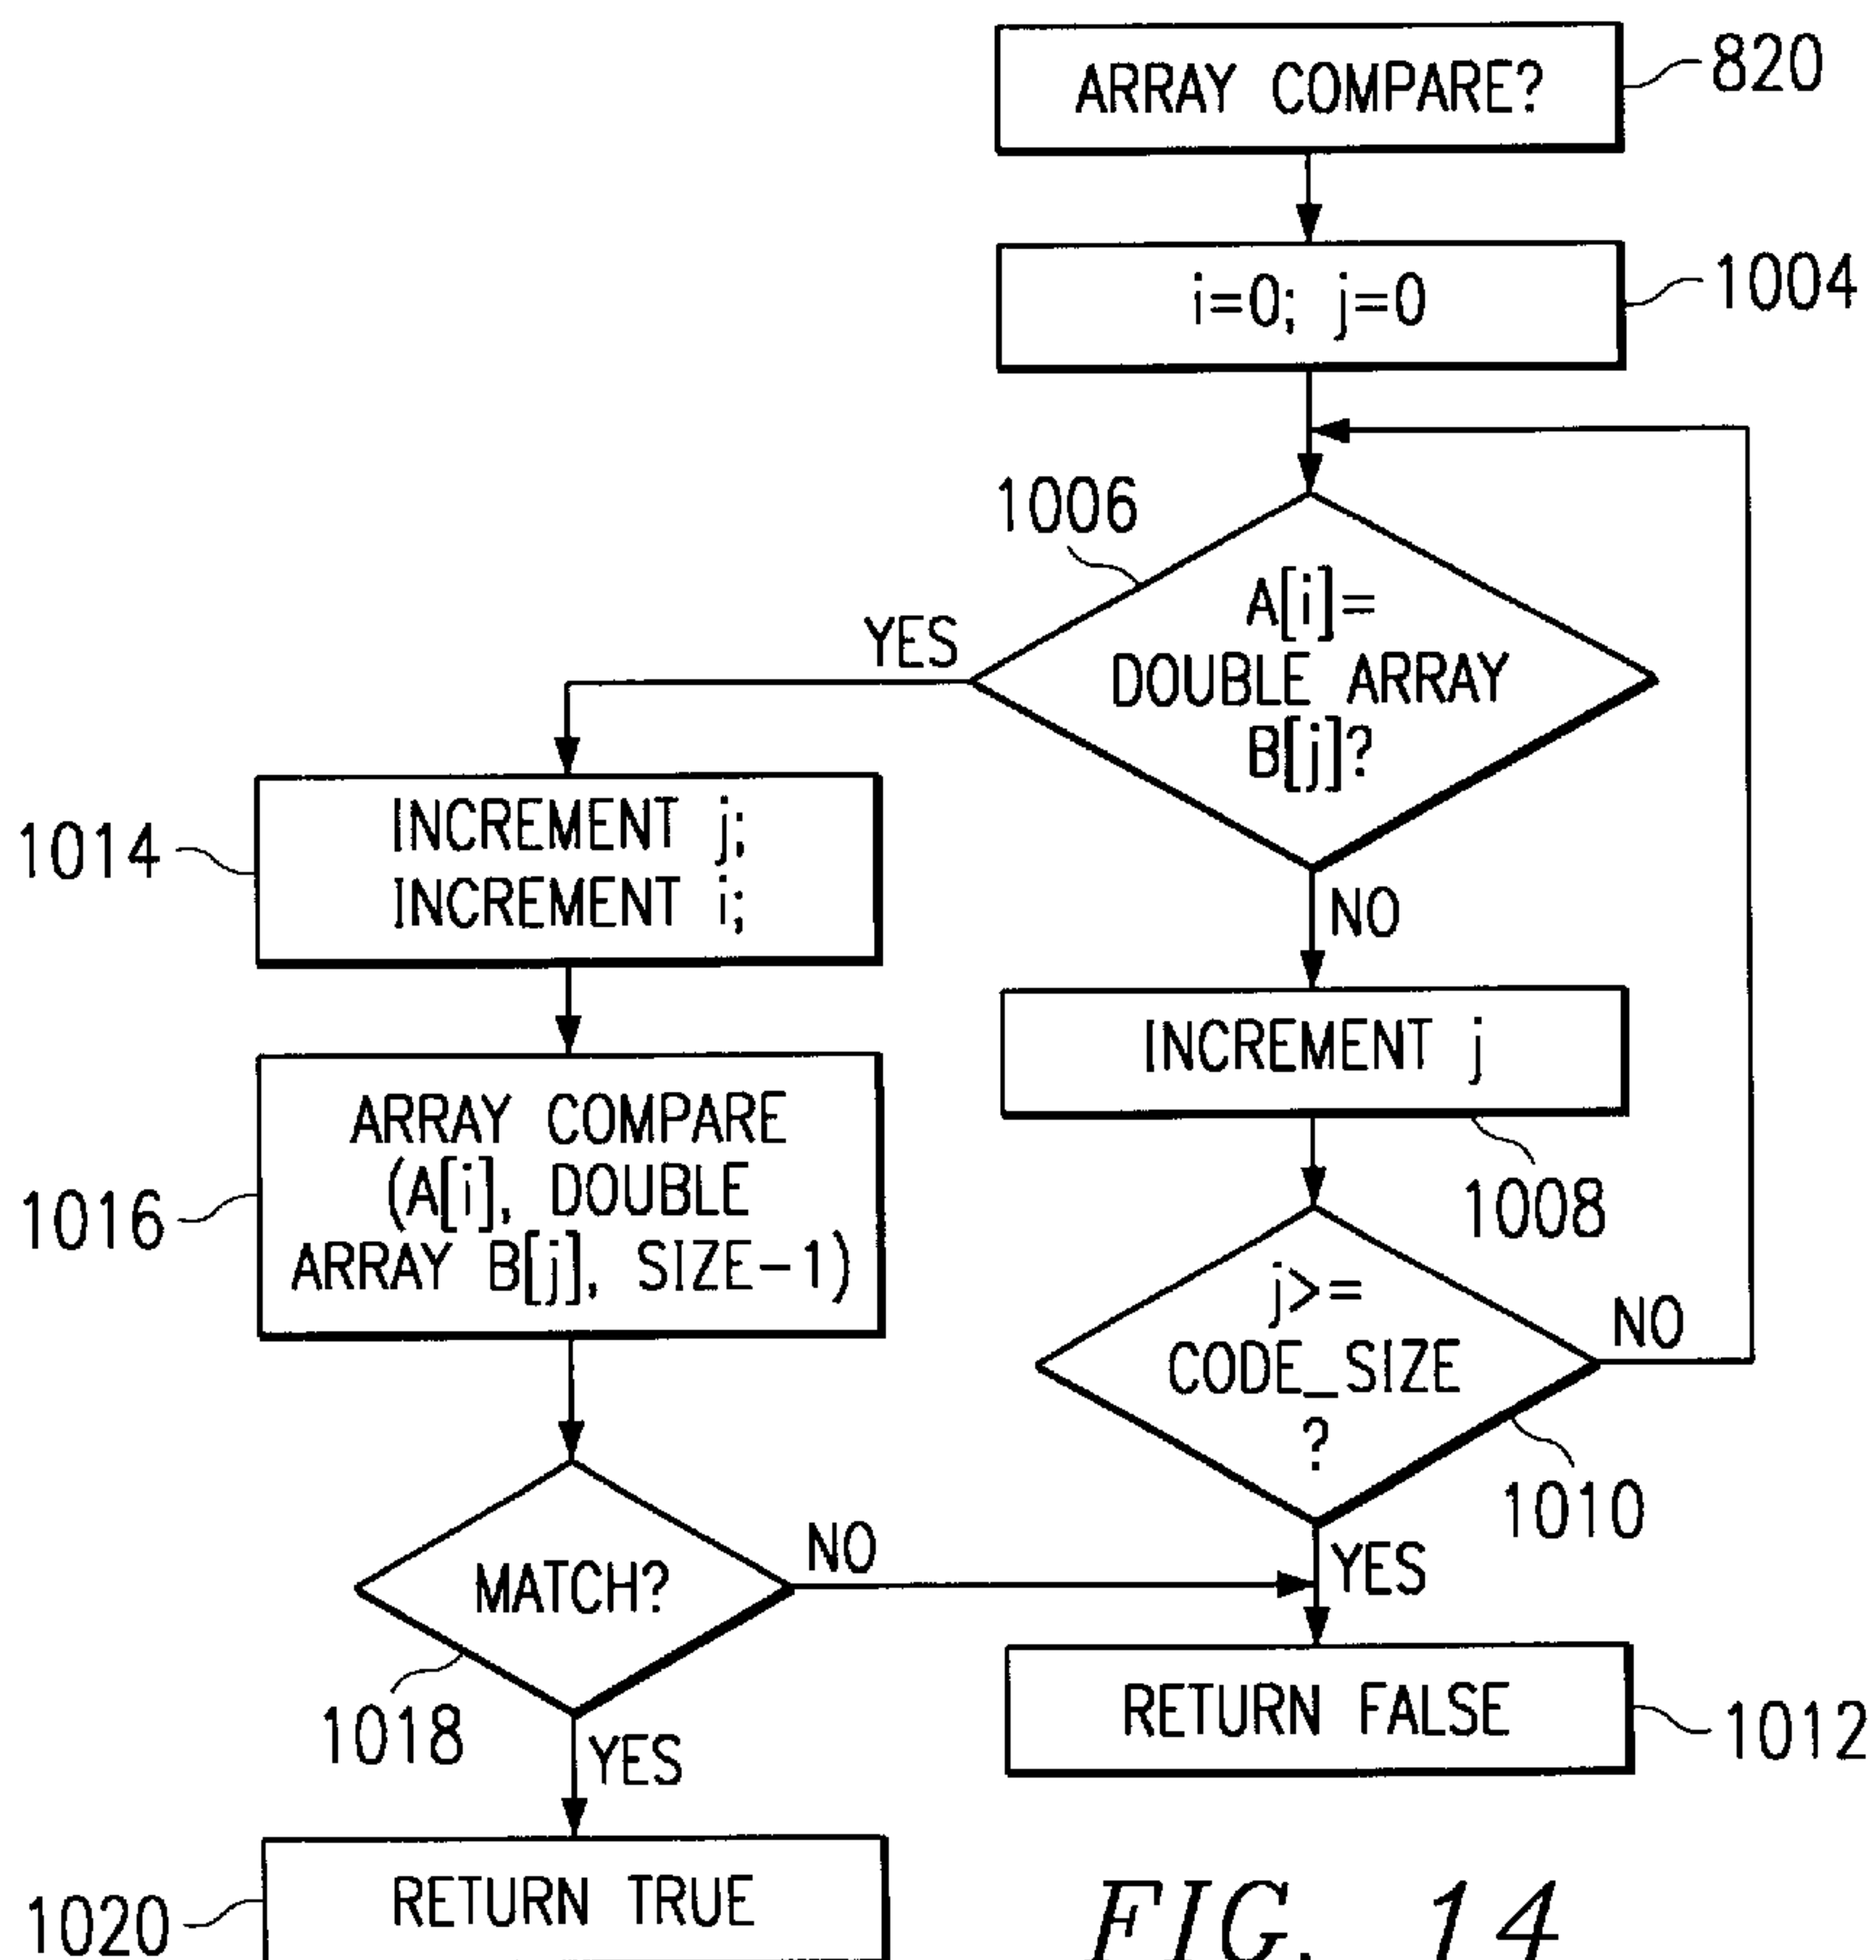 ARRAY COMPARE?
820
i=0; j=0
1004
1006
A[i]=
DOUBLE ARRAY
B[j]?
YES
NO
INCREMENT j;
INCREMENT i;
1014
INCREMENT j
1008
ARRAY COMPARE
(A[i], DOUBLE
ARRAY B[j], SIZE-1)
1016
j>=
CODE_SIZE
?
NO
1010
YES
MATCH?
NO
1018
YES
RETURN FALSE
1012
RETURN TRUE
1020
FIG. 14